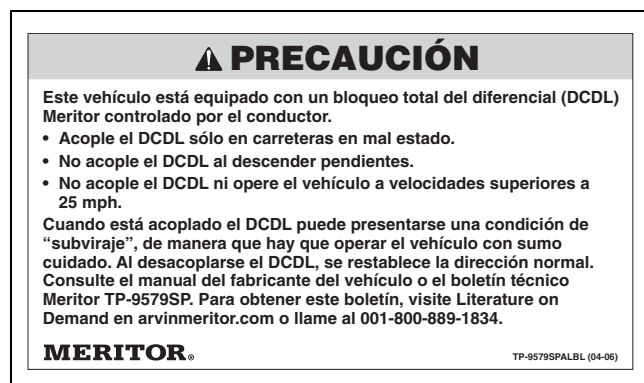 PRECAUCIÓN
Este vehículo está equipado con un bloqueo total del diferencial (DCDL)
Meritor controlado por el conductor.
• Acople el DCDL sólo en carreteras en mal estado.
• No acople el DCDL al descender pendientes.
• No acople el DCDL ni opere el vehículo a velocidades superiores a
25 mph.
Cuando está acoplado el DCDL puede presentarse una condición de
“subviraje”, de manera que hay que operar el vehículo con sumo
cuidado. Al desacoplarse el DCDL, se restablece la dirección normal.
Consulte el manual del fabricante del vehículo o el boletín técnico
Meritor TP-9579SP. Para obtener este boletín, visite Literature on
Demand en arvinmeritor.com o llame al 001-800-889-1834.
MERITOR®
TP-9579SPALBL (04-06)